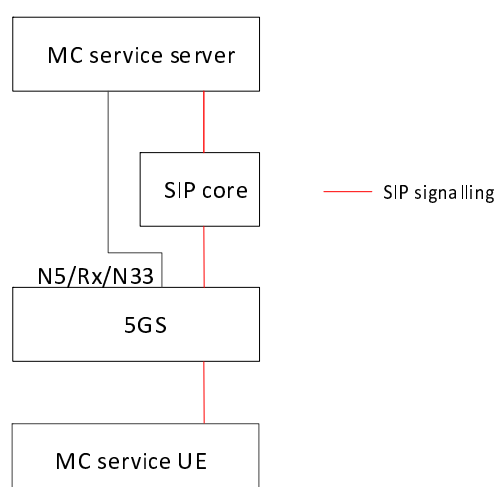 MC service server
SIP core
SIP signalling
N5/Rx/N33
5GS
MC service UE